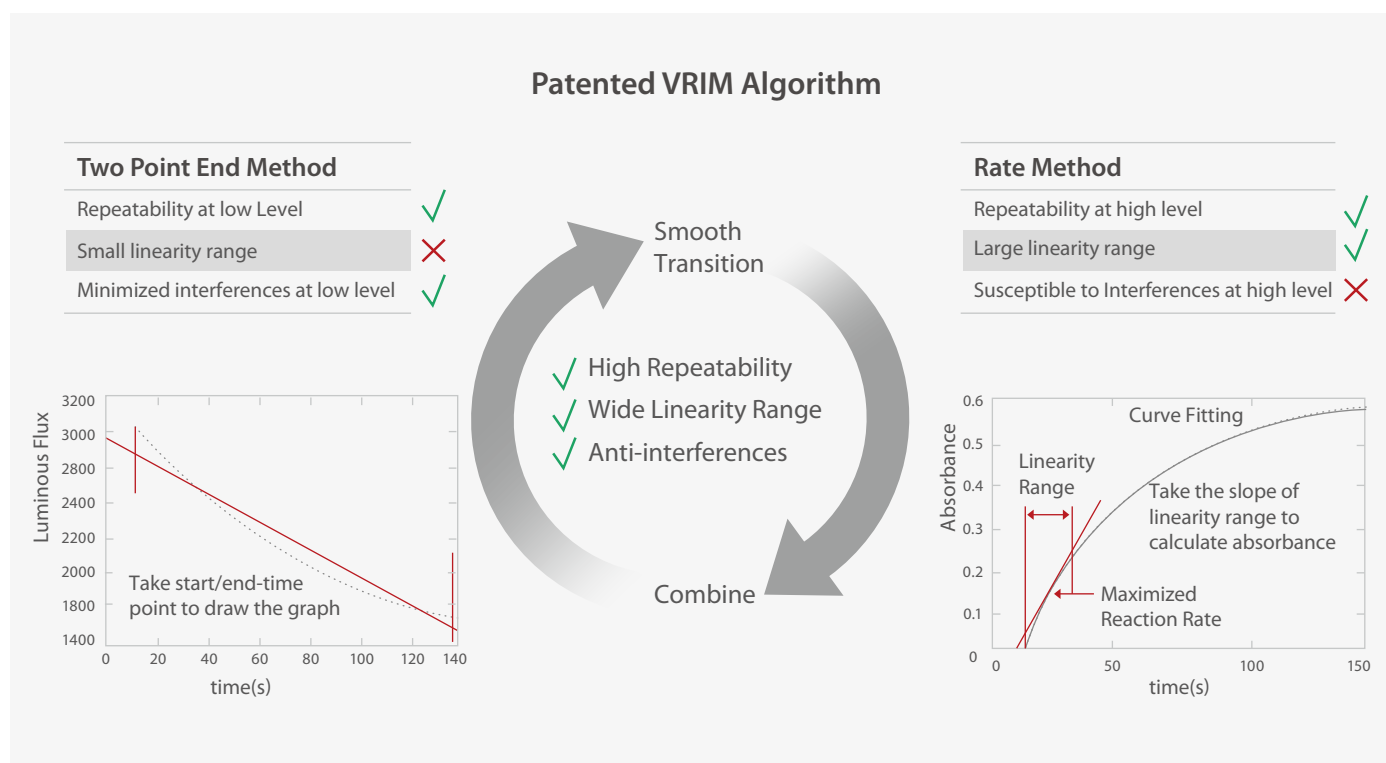 Patented VRIM Algorithm
Two Point End Method
Repeatability at low Level
Small linearity range
Minimized interferences at low level
Smooth
Transition
High Repeatability
Wide Linearity Range
Anti-interferences
Combine
Rate Method
Repeatability at high level
Large linearity range
Susceptible to Interferences at high level
Luminous Flux
3200
3000
2800
2400
2200
2000
1800
1400
Take start/end-time
point to draw the graph
0 20 40 60 80 100 120 140
time(s)
Absorbance
0.6
0.5
0.4
0.3
0.2
0.1
0
Curve Fitting
Linearity
Range
Take the slope of
linearity range to
calculate absorbance
Maximized
Reaction Rate
0 50 100 150
time(s)